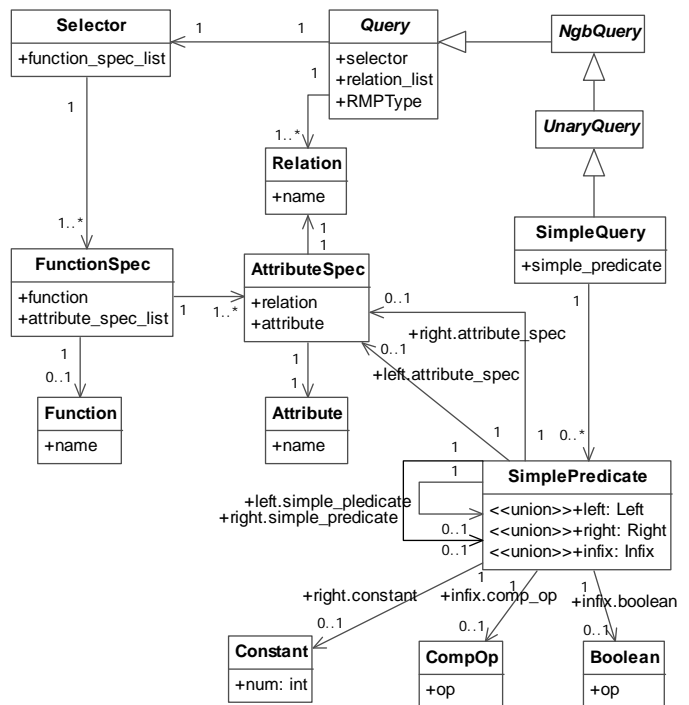 Selector
+function_spec_list
1
1
Query
+selector
+relation_list
+RMPType
NgbQuery
1
1
1..*
UnaryQuery
Relation
+name
1..*
SimpleQuery
+simple_predicate
FunctionSpec
+function
+attribute_spec_list
1
1
AttributeSpec
+relation
+attribute
1
1..*
0..1
+right.attribute_spec
0..1
+left.attribute_spec
1
1
0..1
Function
+name
1
1
Attribute
+name
1
1
0..*
SimplePredicate
<<union>>+left: Left
<<union>>+right: Right
<<union>>+infix: Infix
1
1
+left.simple_pledicate
+right.simple_predicate
0..1
0..1
1
+right.constant
1
+infix.comp_op
1
+infix.boolean
0..1
0..1
0..1
Constant
+num: int
CompOp
+op
Boolean
+op